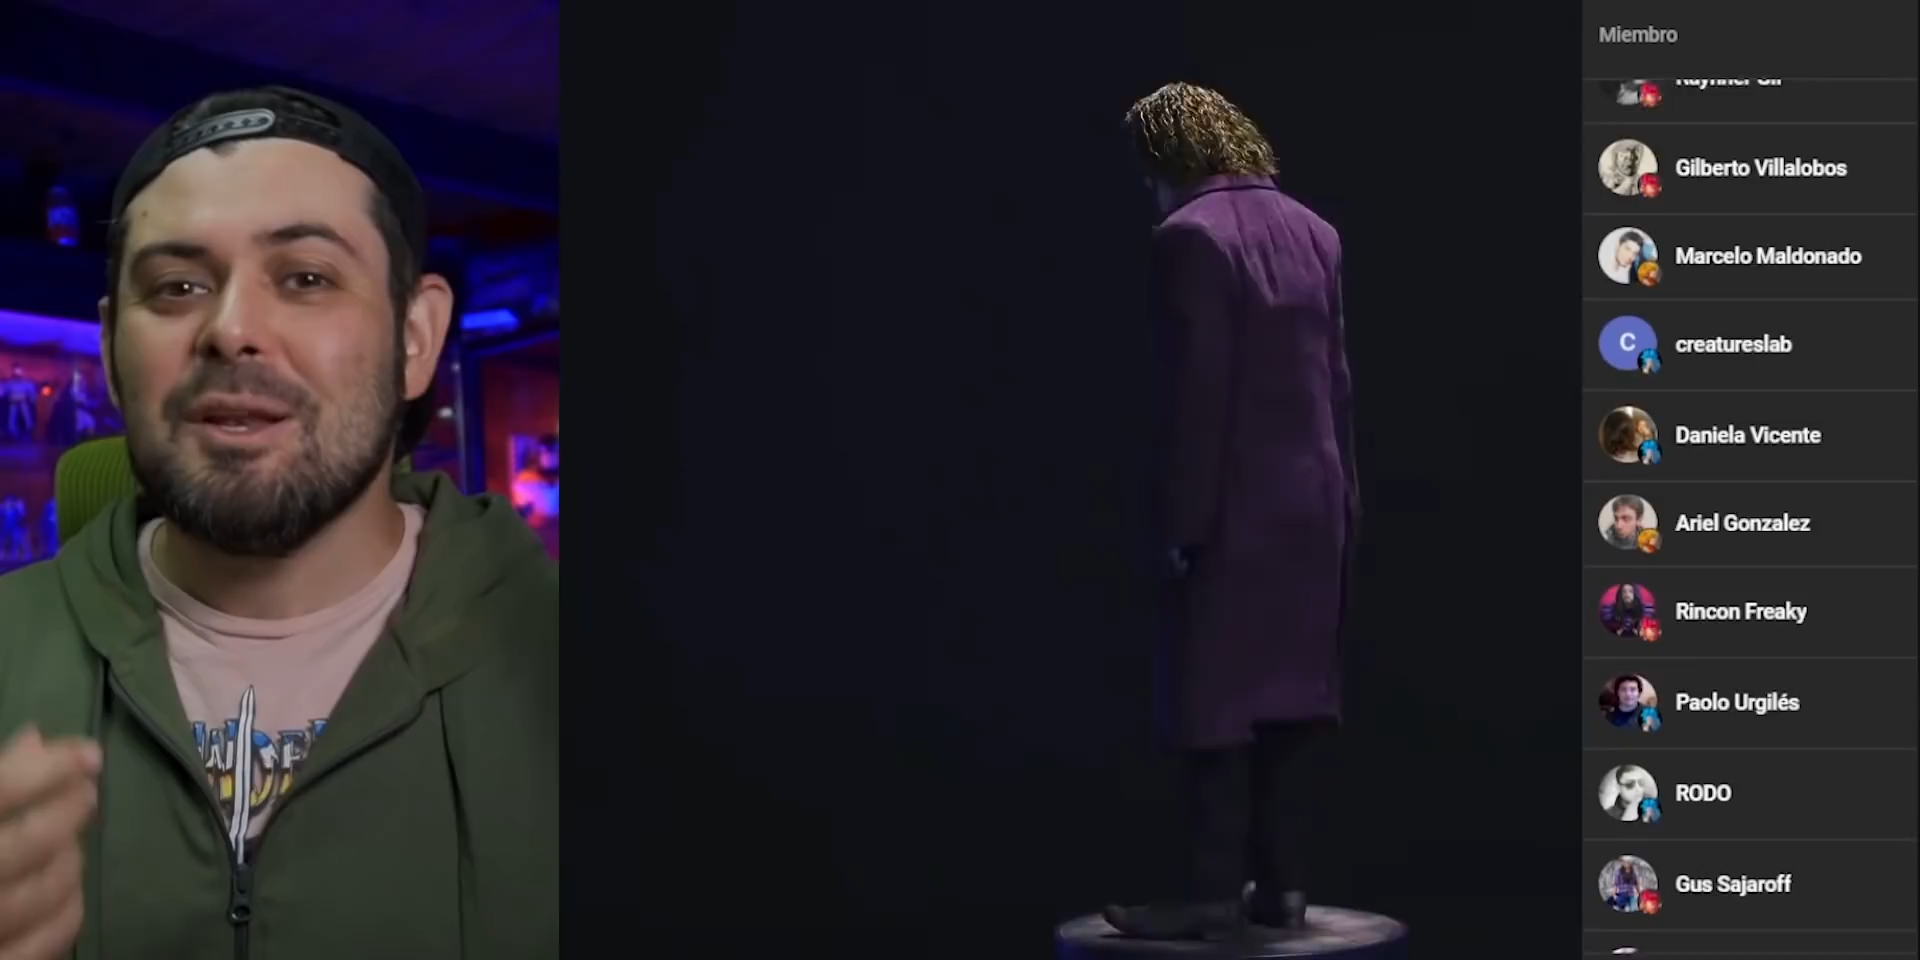 Miembro
Gilberto Villalobos
Marcelo Maldonado
C
creatureslab
Daniela Vicente
Ariel Gonzalez
Rincon Freaky
Paolo Urgilés
RODO
Gus Sajaroff